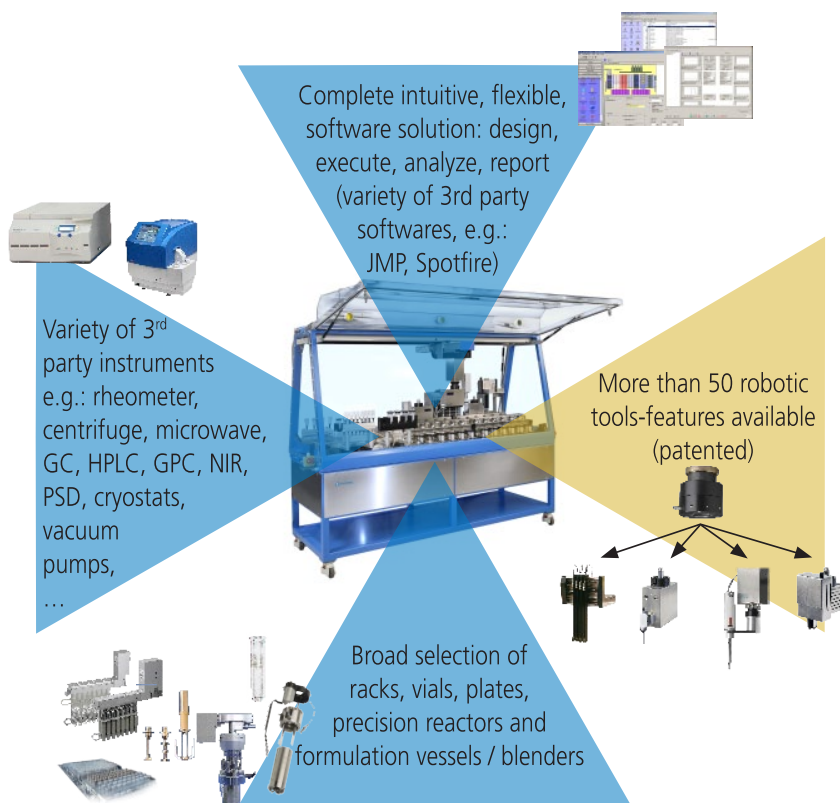 Complete intuitive, flexible,
software solution: design,
execute, analyze, report
(variety of 3rd party
softwares, e.g.:
JMP, Spotfire)
Variety of 3rd
party instruments
e.g.: rheometer,
centrifuge, microwave,
GC, HPLC, GPC, NIR,
PSD, cryostats,
vacuum
pumps,
...
More than 50 robotic
tools-features available
(patented)
Broad selection of
racks, vials, plates,
precision reactors and
formulation vessels / blenders